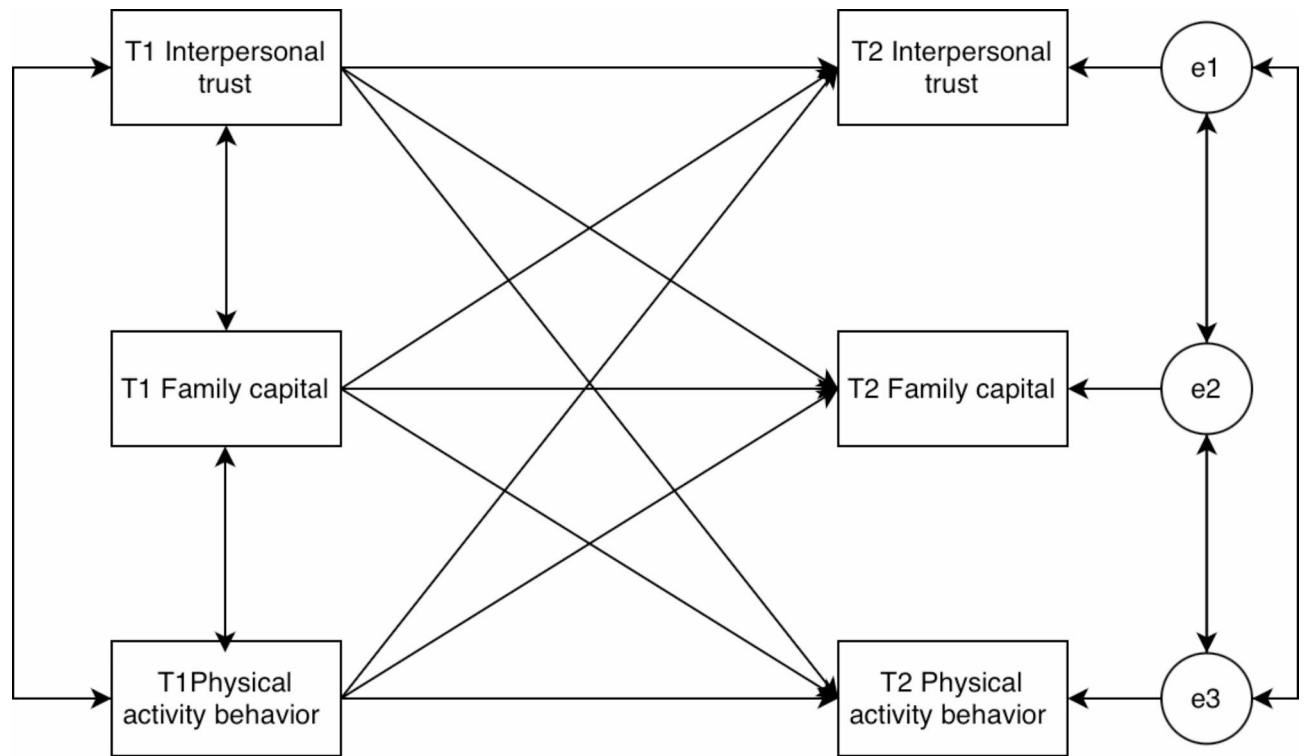 T1 Interpersonal
trust
T2 Interpersonal
trust
e1
T1 Family capital
T2 Family capital
e2
T1Physical
activity behavior
T2 Physical
activity behavior
e3